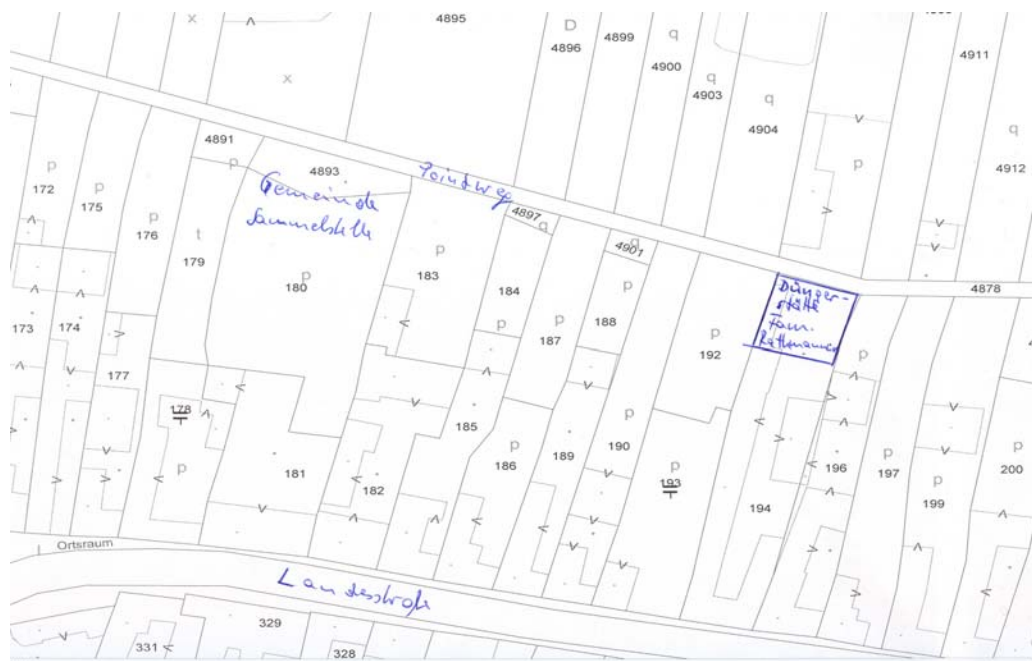 4895
D
4896
4899
q
4900
q
4903
q
4904
4911
q
4912
x
x
4891
p
4893
Pointweg
4897
q
4901
q
Gemeinde
Sammelstelle
p
172
p
175
p
176
t
179
p
180
p
183
184
p
p
187
p
188
p
192
Dünger-
stätte
Fam.
p
p
4878
173
174
177
178
p
181
182
185
p
186
189
p
190
p
193
194
196
p
197
p
199
p
200
Ortsraum
Landesstraße
331
329
328